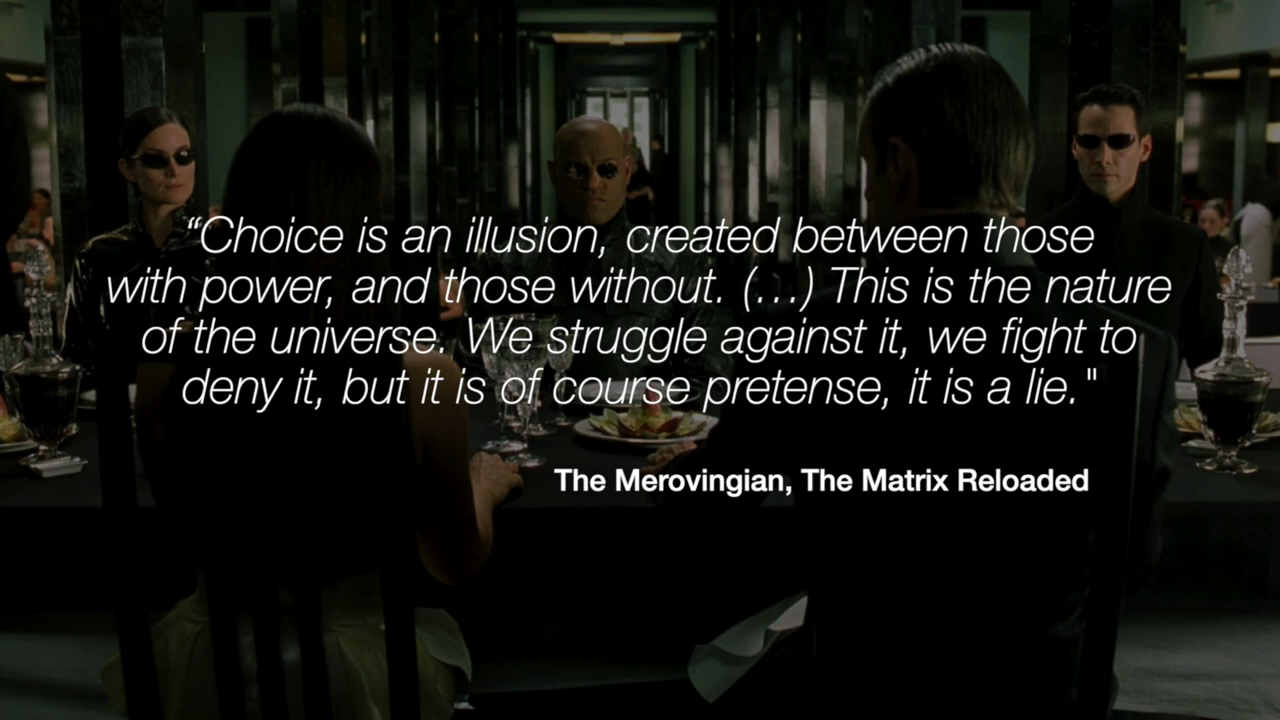 “Choice is an illusion, created between those
with power, and those without. (…) This is the nature
of the universe. We struggle against it, we fight to
deny it, but it is of course pretense, it is a lie."
The Merovingian, The Matrix Reloaded